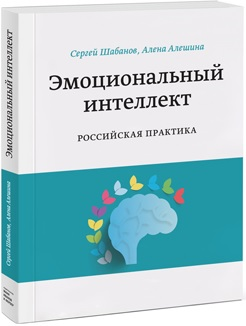 Сергей Шабанов, Алена Алешина
Эмоциональный
интеллект
РОССИЙСКАЯ ПРАКТИКА
Эмоциональный интеллект
Сергей Шабанов, Алена Алешина